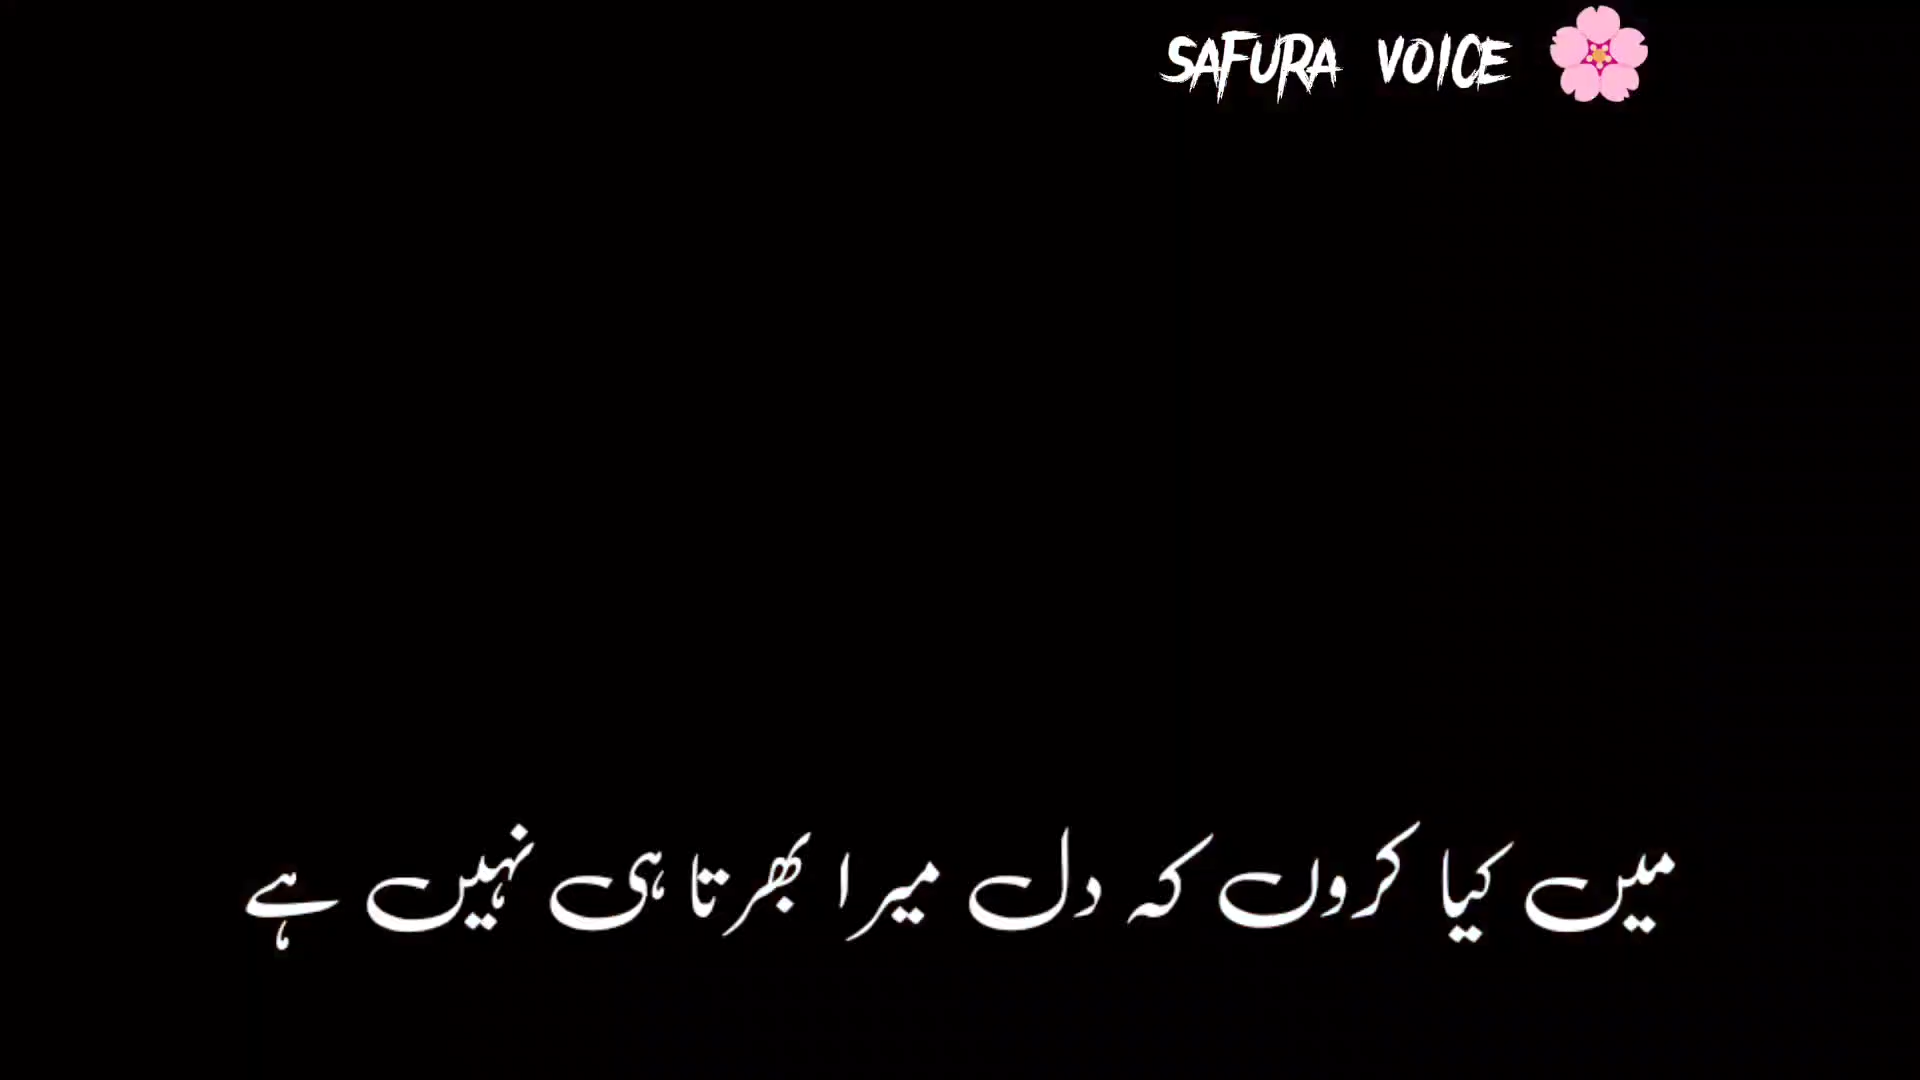 SAFURA VOICE 🌸
میں کیا کروں کہ دل میرا بھرتا ہی نہیں ہے